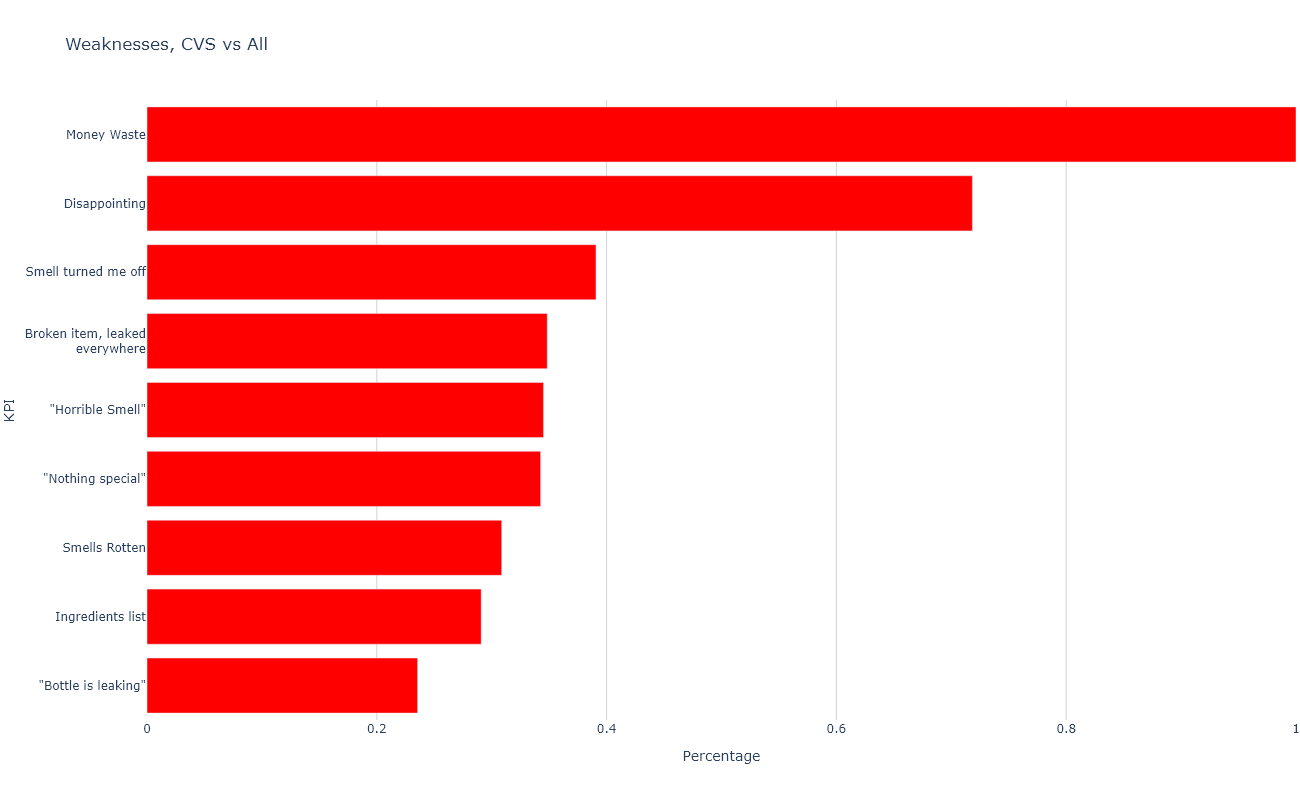 Weaknesses, CVS vs All
Money Waste
Disappointing
Smell turned me off
Broken item, leaked
everywhere
"Horrible Smell"
"Nothing special"
Smells Rotten
Ingredients list
"Bottle is leaking"
KPI
0 0.2 0.4 0.6 0.8 1
Percentage